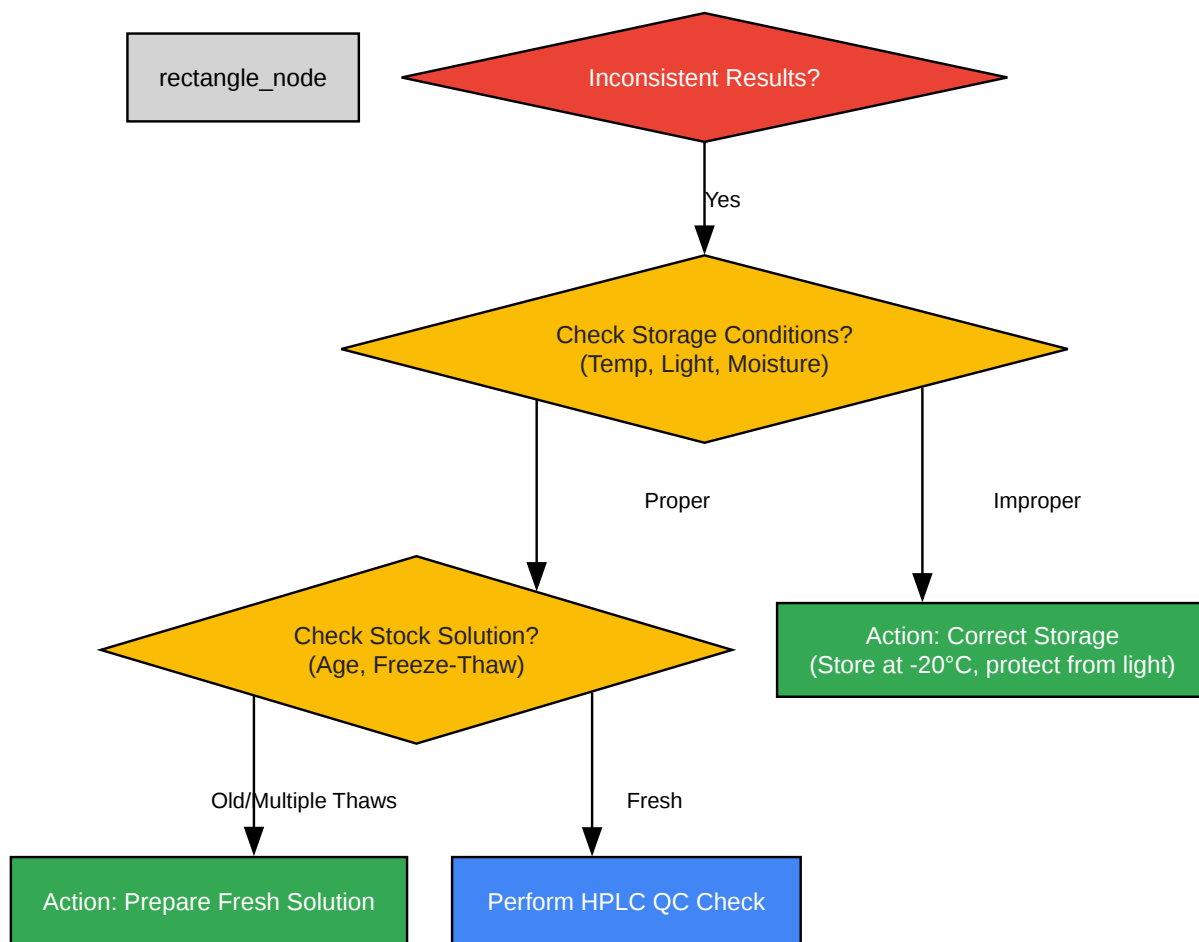 rectangle_node
Inconsistent Results?
Yes
Check Storage Conditions?
(Temp, Light, Moisture)
Proper
Improper
Check Stock Solution?
(Age, Freeze-Thaw)
Action: Correct Storage
(Store at -20°C, protect from light)
Old/Multiple Thaws
Fresh
Action: Prepare Fresh Solution
Perform HPLC QC Check